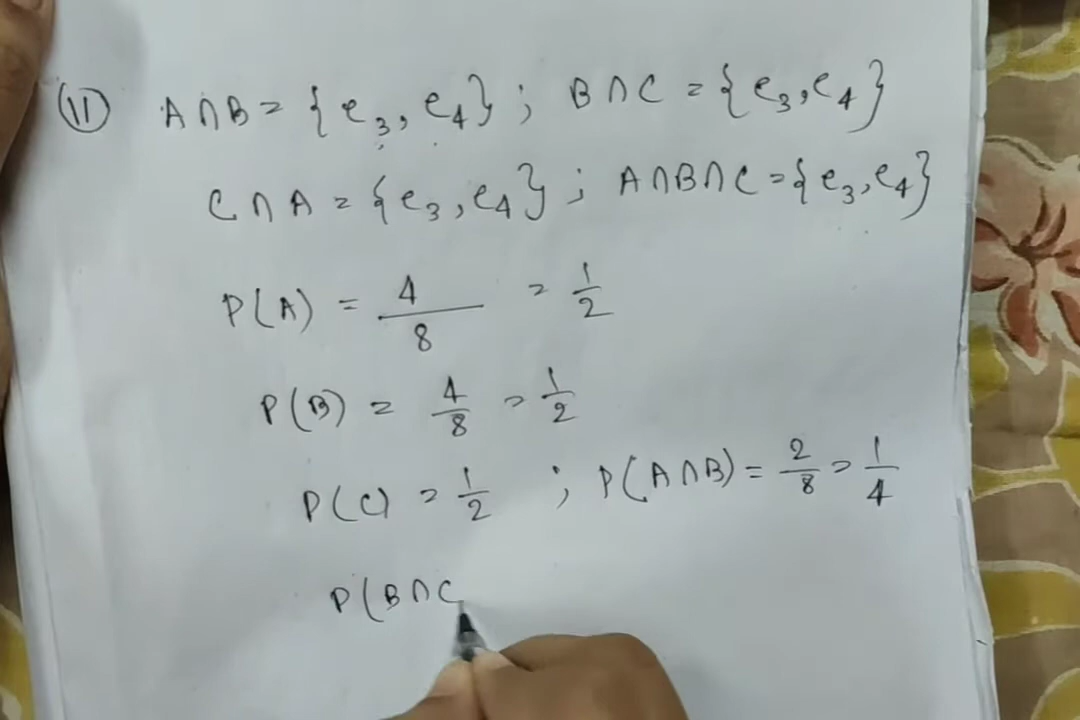 (11) A∩B = {e₃, e₄} ; B∩C = {e₃, e₄}
C∩A = {e₃, e₄} ; A∩B∩C = {e₃, e₄}
P(A) = 4/8 = 1/2
P(B) = 4/8 = 1/2
P(C) = 1/2 ; P(A∩B) = 2/8 = 1/4
P(B∩C